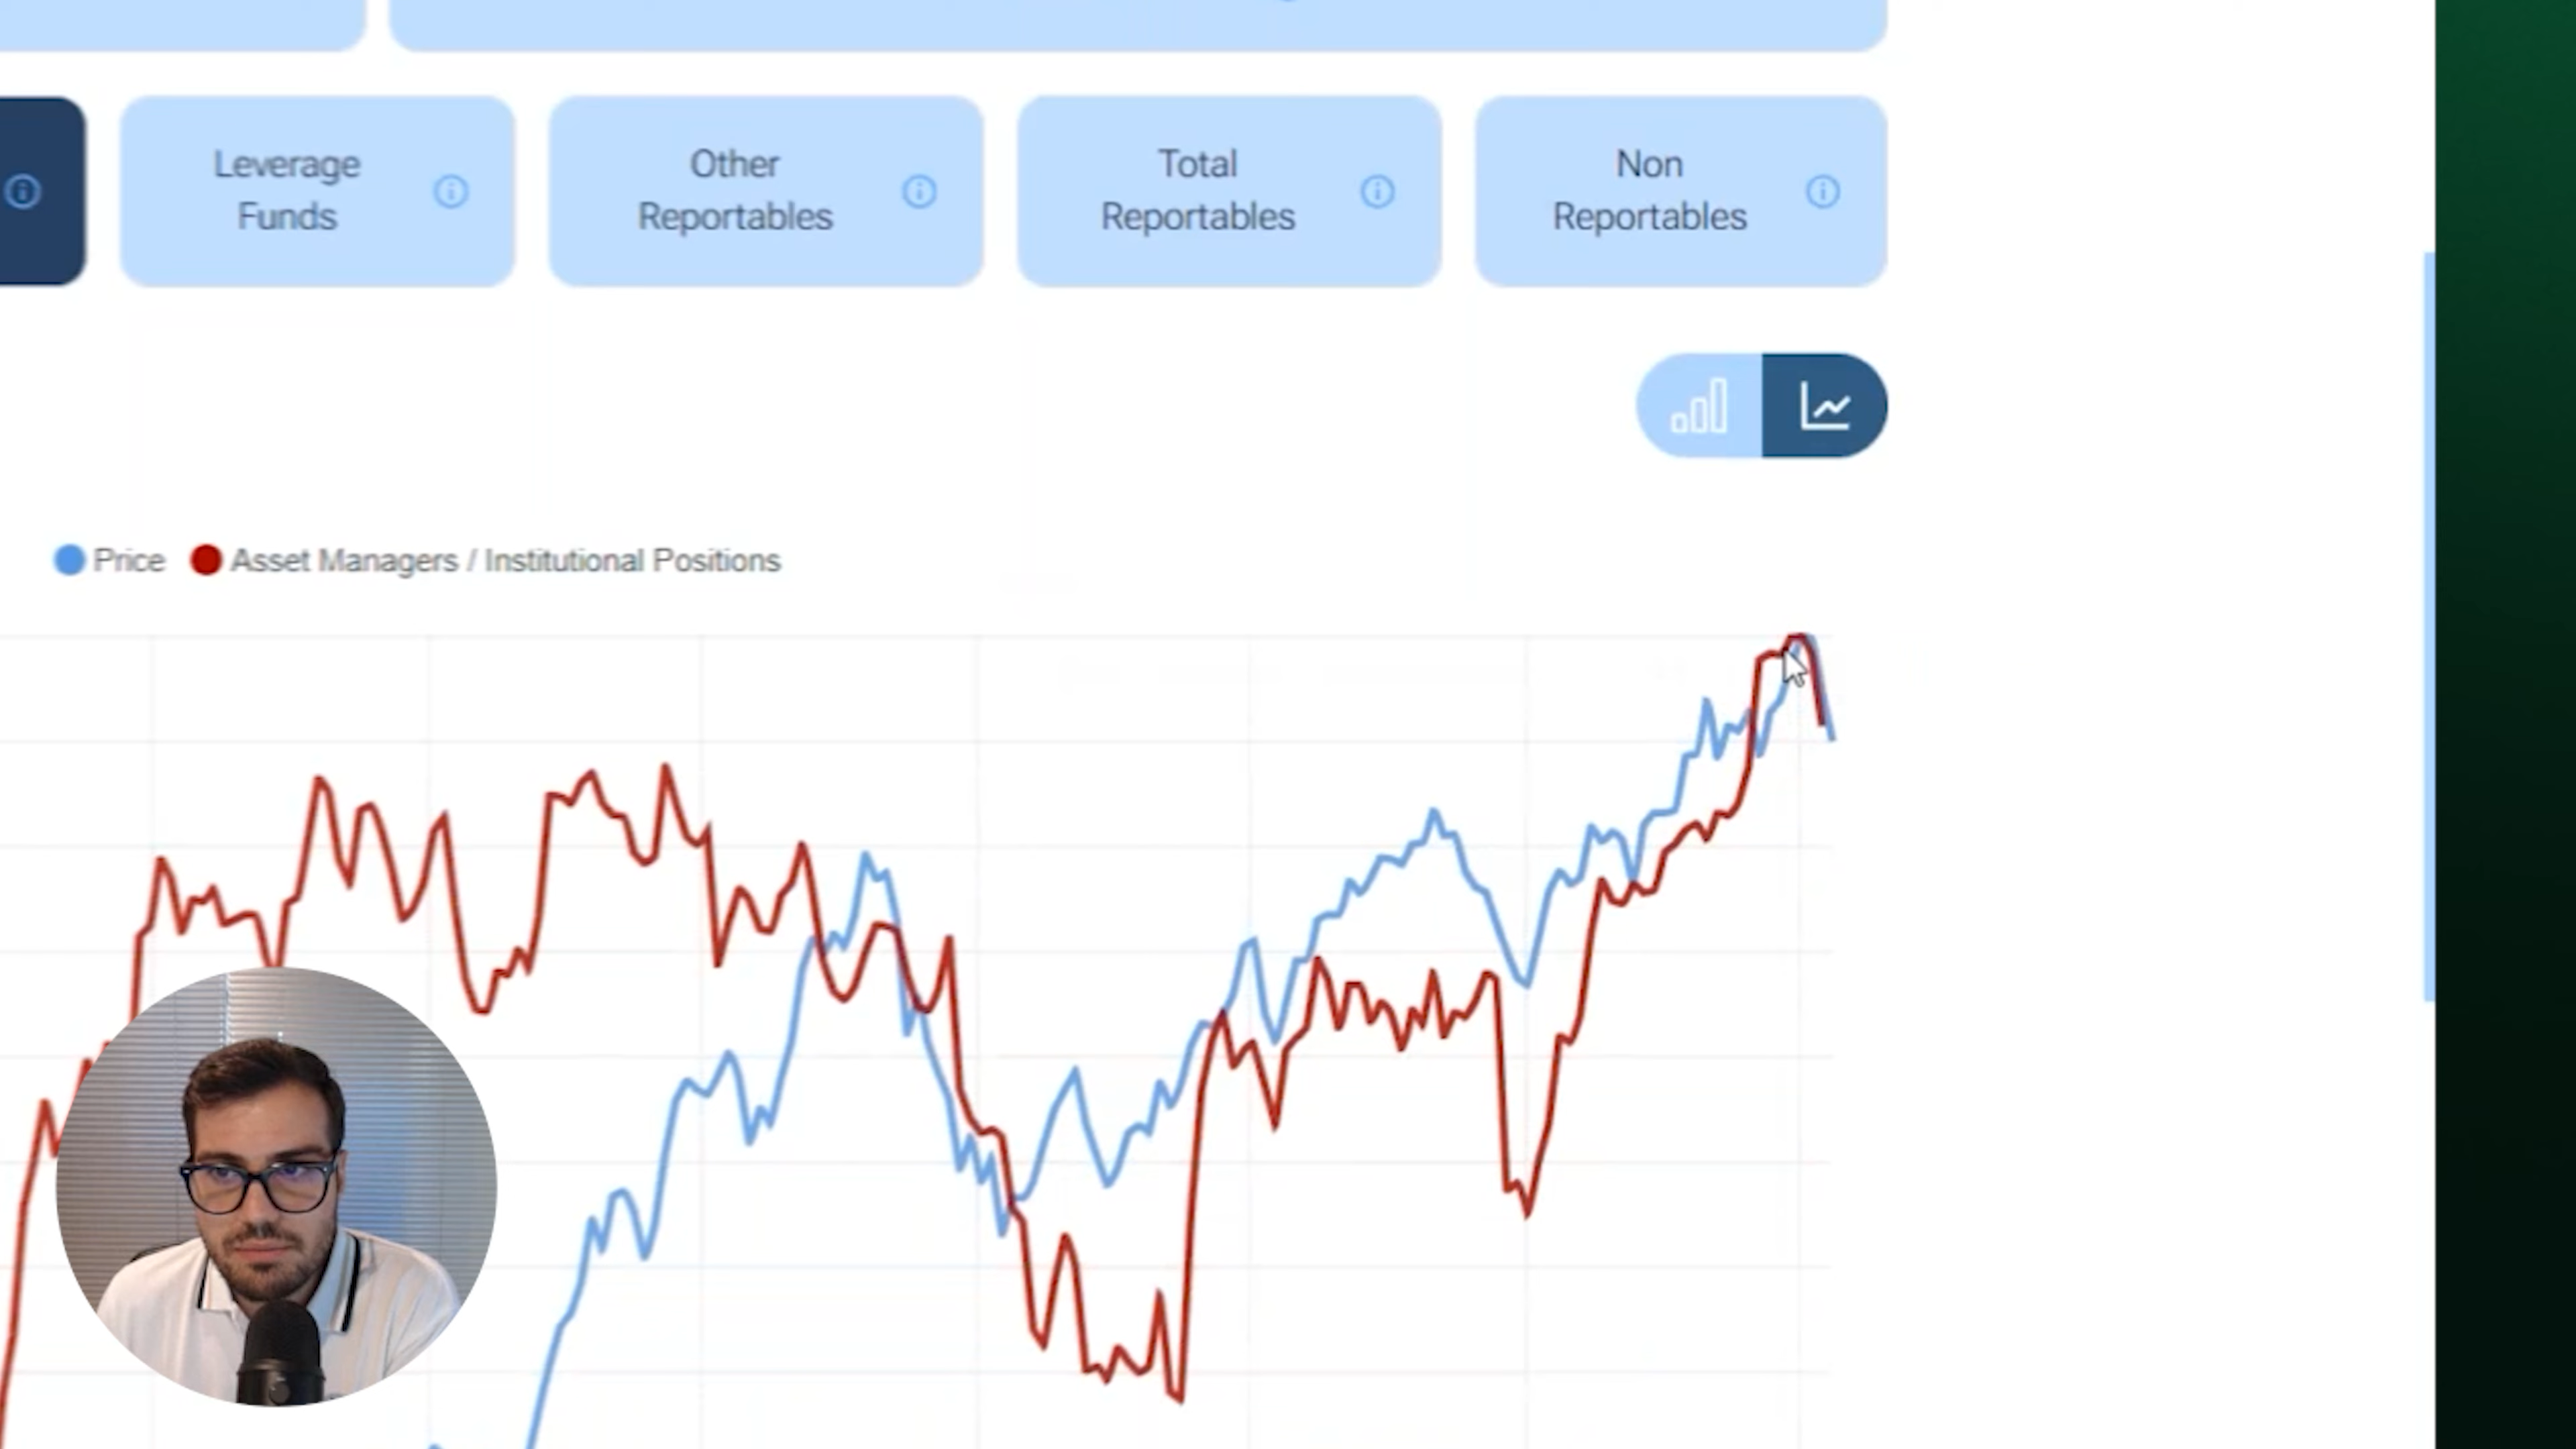 Leverage
Funds
Other
Reportables
Total
Reportables
Non
Reportables
Price
Asset Managers / Institutional Positions